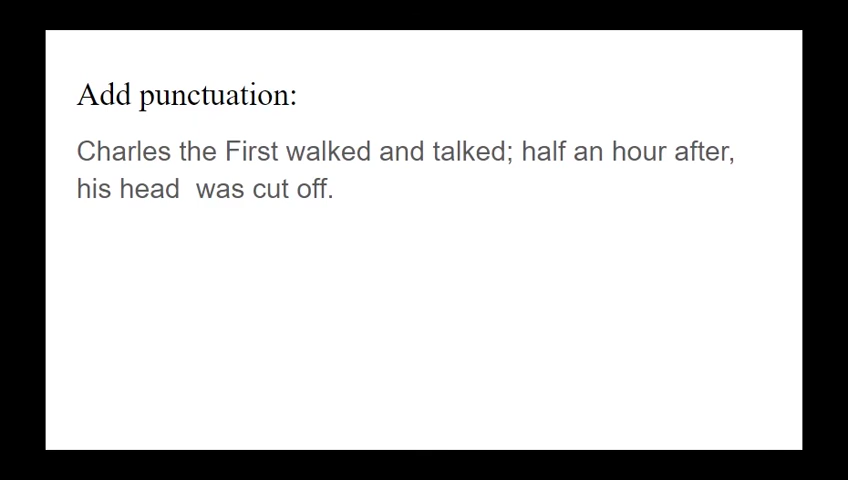 Add punctuation:
Charles the First walked and talked; half an hour after,
his head  was cut off.